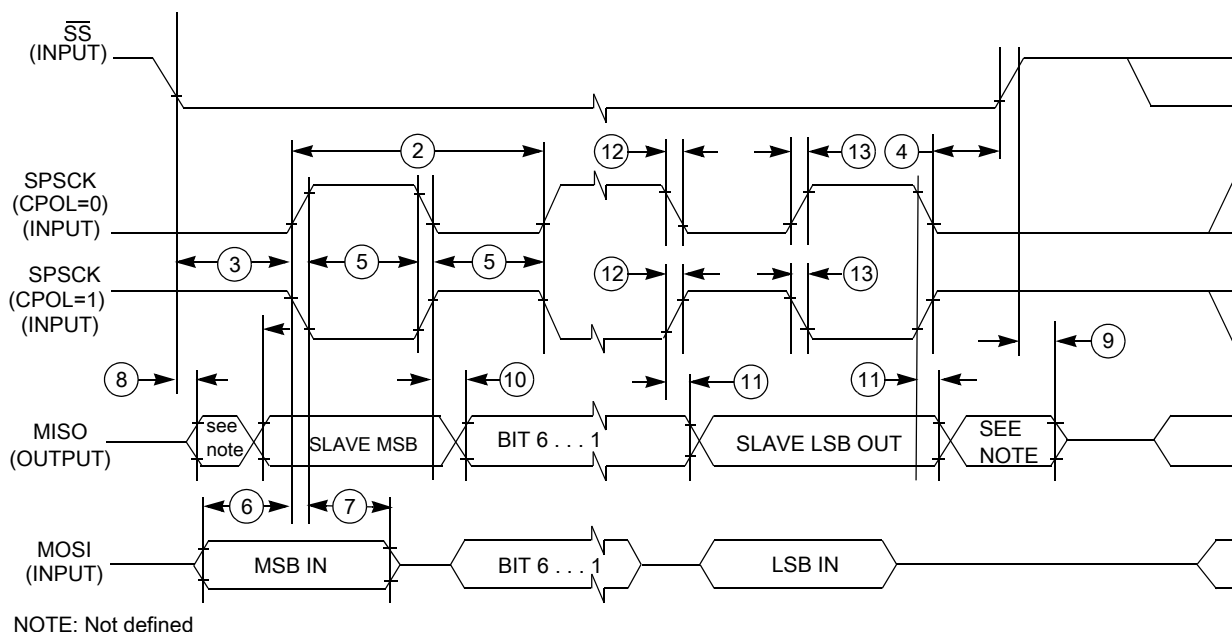 SS
(INPUT)
2
12
13
4
SPSCK
(CPOL=0)
(INPUT)
3
5
5
SPSCK
(CPOL=1)
(INPUT)
12
13
8
10
11
11
9
MISO
(OUTPUT)
see
note
SLAVE MSB
BIT 6 . . . 1
SLAVE LSB OUT
SEE
NOTE
6
7
MOSI
(INPUT)
MSB IN
BIT 6 . . . 1
LSB IN
NOTE: Not defined